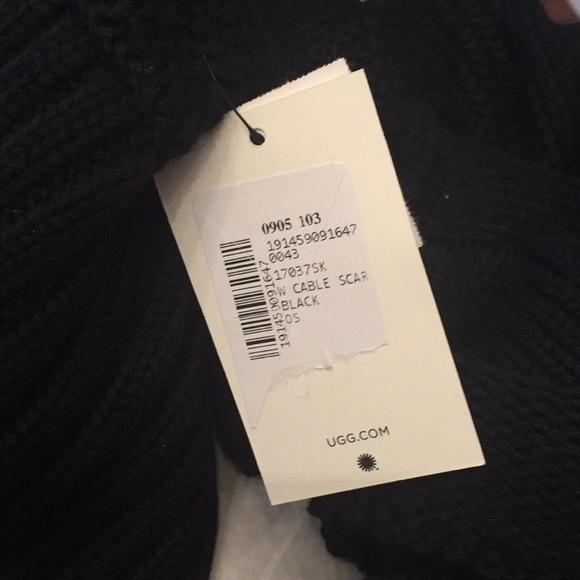 0905 103
191459091647
0043
17037SK
W CABLE SCAR
BLACK
OS
191459091647
UGG.COM